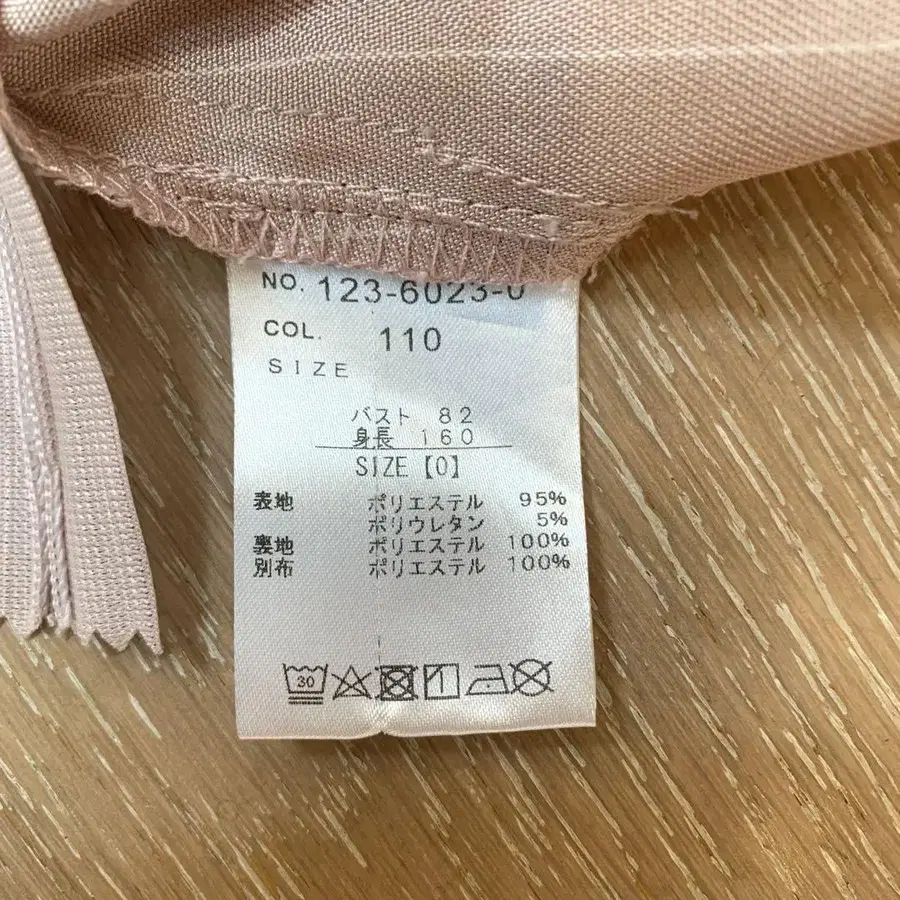 NO. 123-6023-0
COL. 110
SIZE
バスト 82
身長 160
SIZE【0】
表地 ポリエステル 95%
ポリウレタン 5%
裏地 ポリエステル 100%
別布 ポリエステル 100%
30